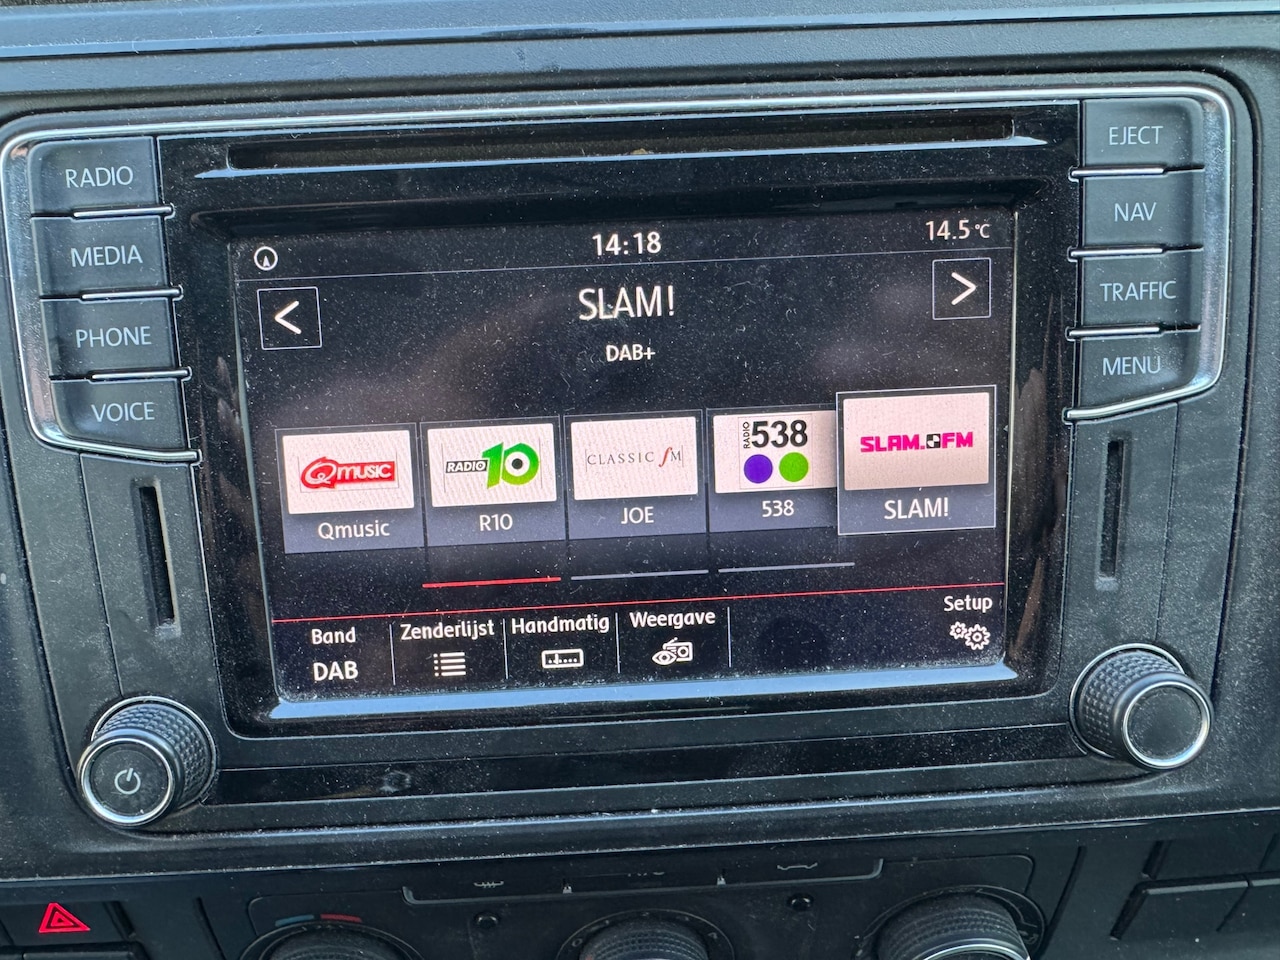 RADIO
MEDIA
PHONE
VOICE
EJECT
NAV
TRAFFIC
MENU
14:18
14.5°C
<
SLAM!
>
DAB+
Qmusic
RADIO 10
CLASSIC fM
RADIO 538
SLAM.FM
Qmusic
R10
JOE
538
SLAM!
Band
DAB
Zenderlijst
Handmatig
Weergave
Setup